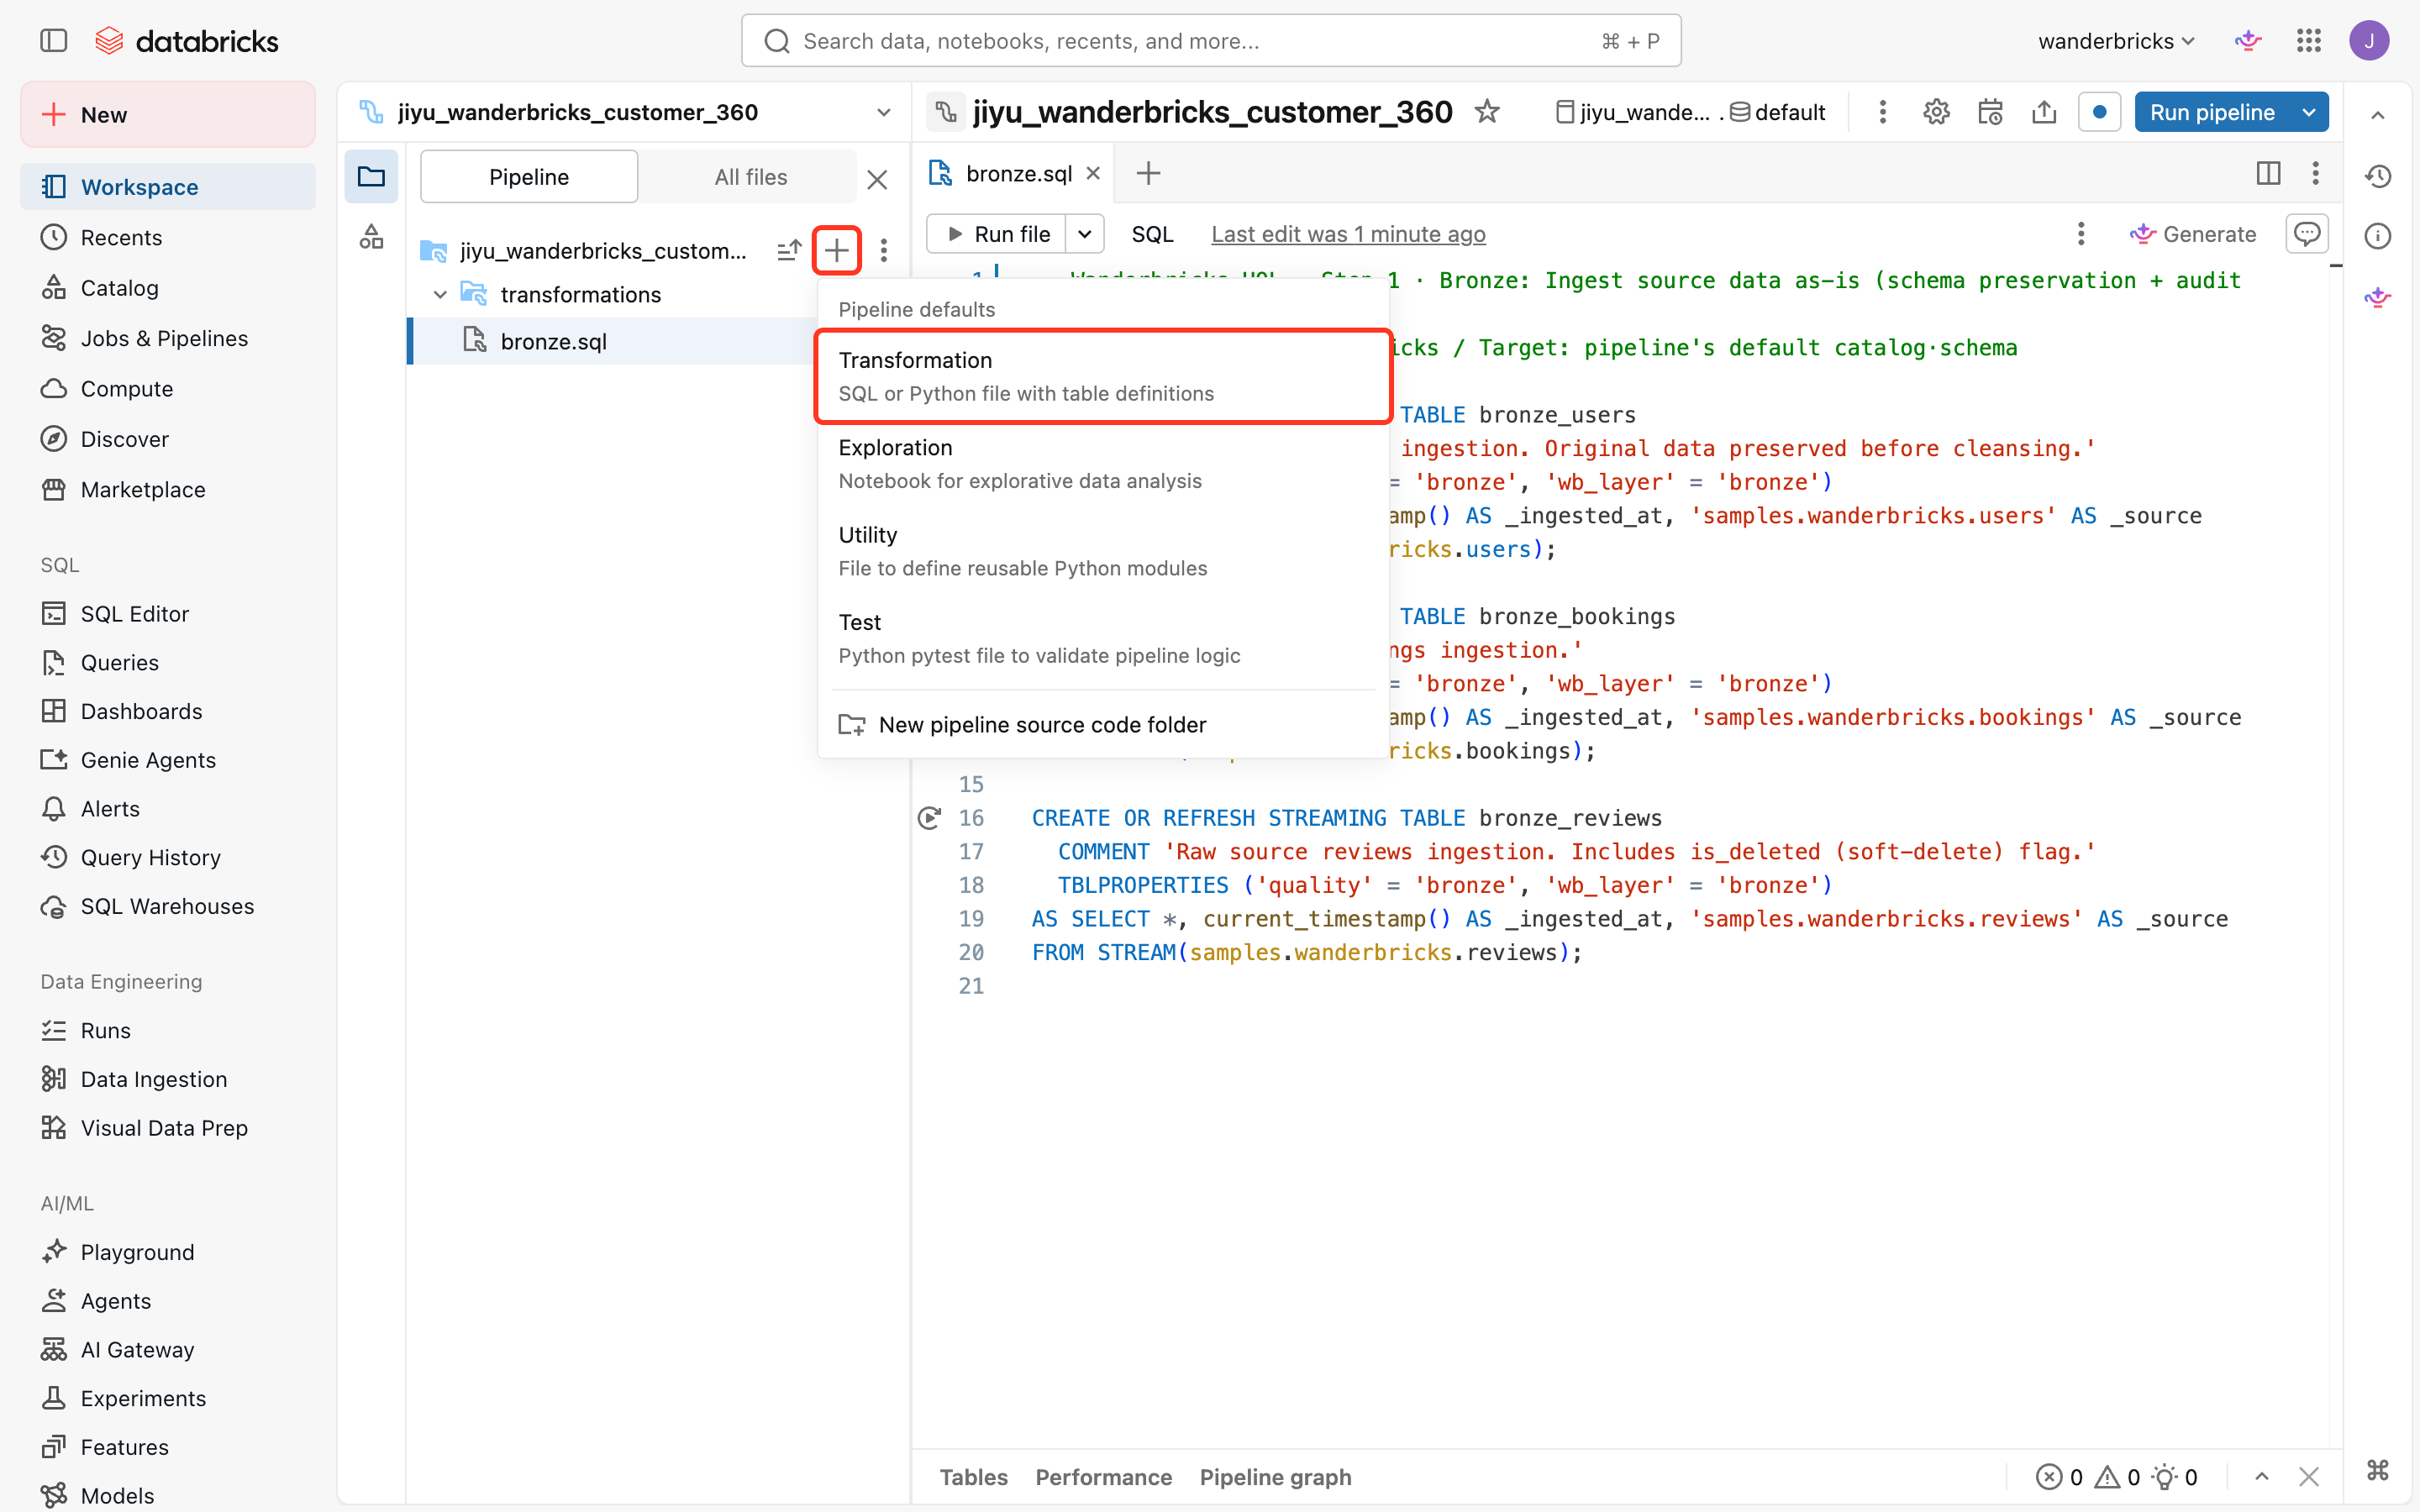 databricks
Search data, notebooks, recents, and more...
⌘ + P
wanderbricks
J
New
Workspace
Recents
Catalog
Jobs & Pipelines
Compute
Discover
Marketplace
SQL
SQL Editor
Queries
Dashboards
Genie Agents
Alerts
Query History
SQL Warehouses
Data Engineering
Runs
Data Ingestion
Visual Data Prep
AI/ML
Playground
Agents
AI Gateway
Experiments
Features
Models
jiyu_wanderbricks_customer_360
Pipeline
All files
jiyu_wanderbricks_custom...
transformations
bronze.sql
Pipeline defaults
Transformation
SQL or Python file with table definitions
Exploration
Notebook for explorative data analysis
Utility
File to define reusable Python modules
Test
Python pytest file to validate pipeline logic
New pipeline source code folder
jiyu_wanderbricks_customer_360
jiyu_wande... . default
Run pipeline
bronze.sql
Run file
SQL
Last edit was 1 minute ago
Generate
1 · Bronze: Ingest source data as-is (schema preservation + audit
icks / Target: pipeline's default catalog·schema
TABLE bronze_users
ingestion. Original data preserved before cleansing.'
= 'bronze', 'wb_layer' = 'bronze')
amp() AS _ingested_at, 'samples.wanderbricks.users' AS _source
ricks.users);
TABLE bronze_bookings
ngs ingestion.'
= 'bronze', 'wb_layer' = 'bronze')
amp() AS _ingested_at, 'samples.wanderbricks.bookings' AS _source
ricks.bookings);
15
16 CREATE OR REFRESH STREAMING TABLE bronze_reviews
17 COMMENT 'Raw source reviews ingestion. Includes is_deleted (soft-delete) flag.'
18 TBLPROPERTIES ('quality' = 'bronze', 'wb_layer' = 'bronze')
19 AS SELECT *, current_timestamp() AS _ingested_at, 'samples.wanderbricks.reviews' AS _source
20 FROM STREAM(samples.wanderbricks.reviews);
21
Tables
Performance
Pipeline graph
0
0
0